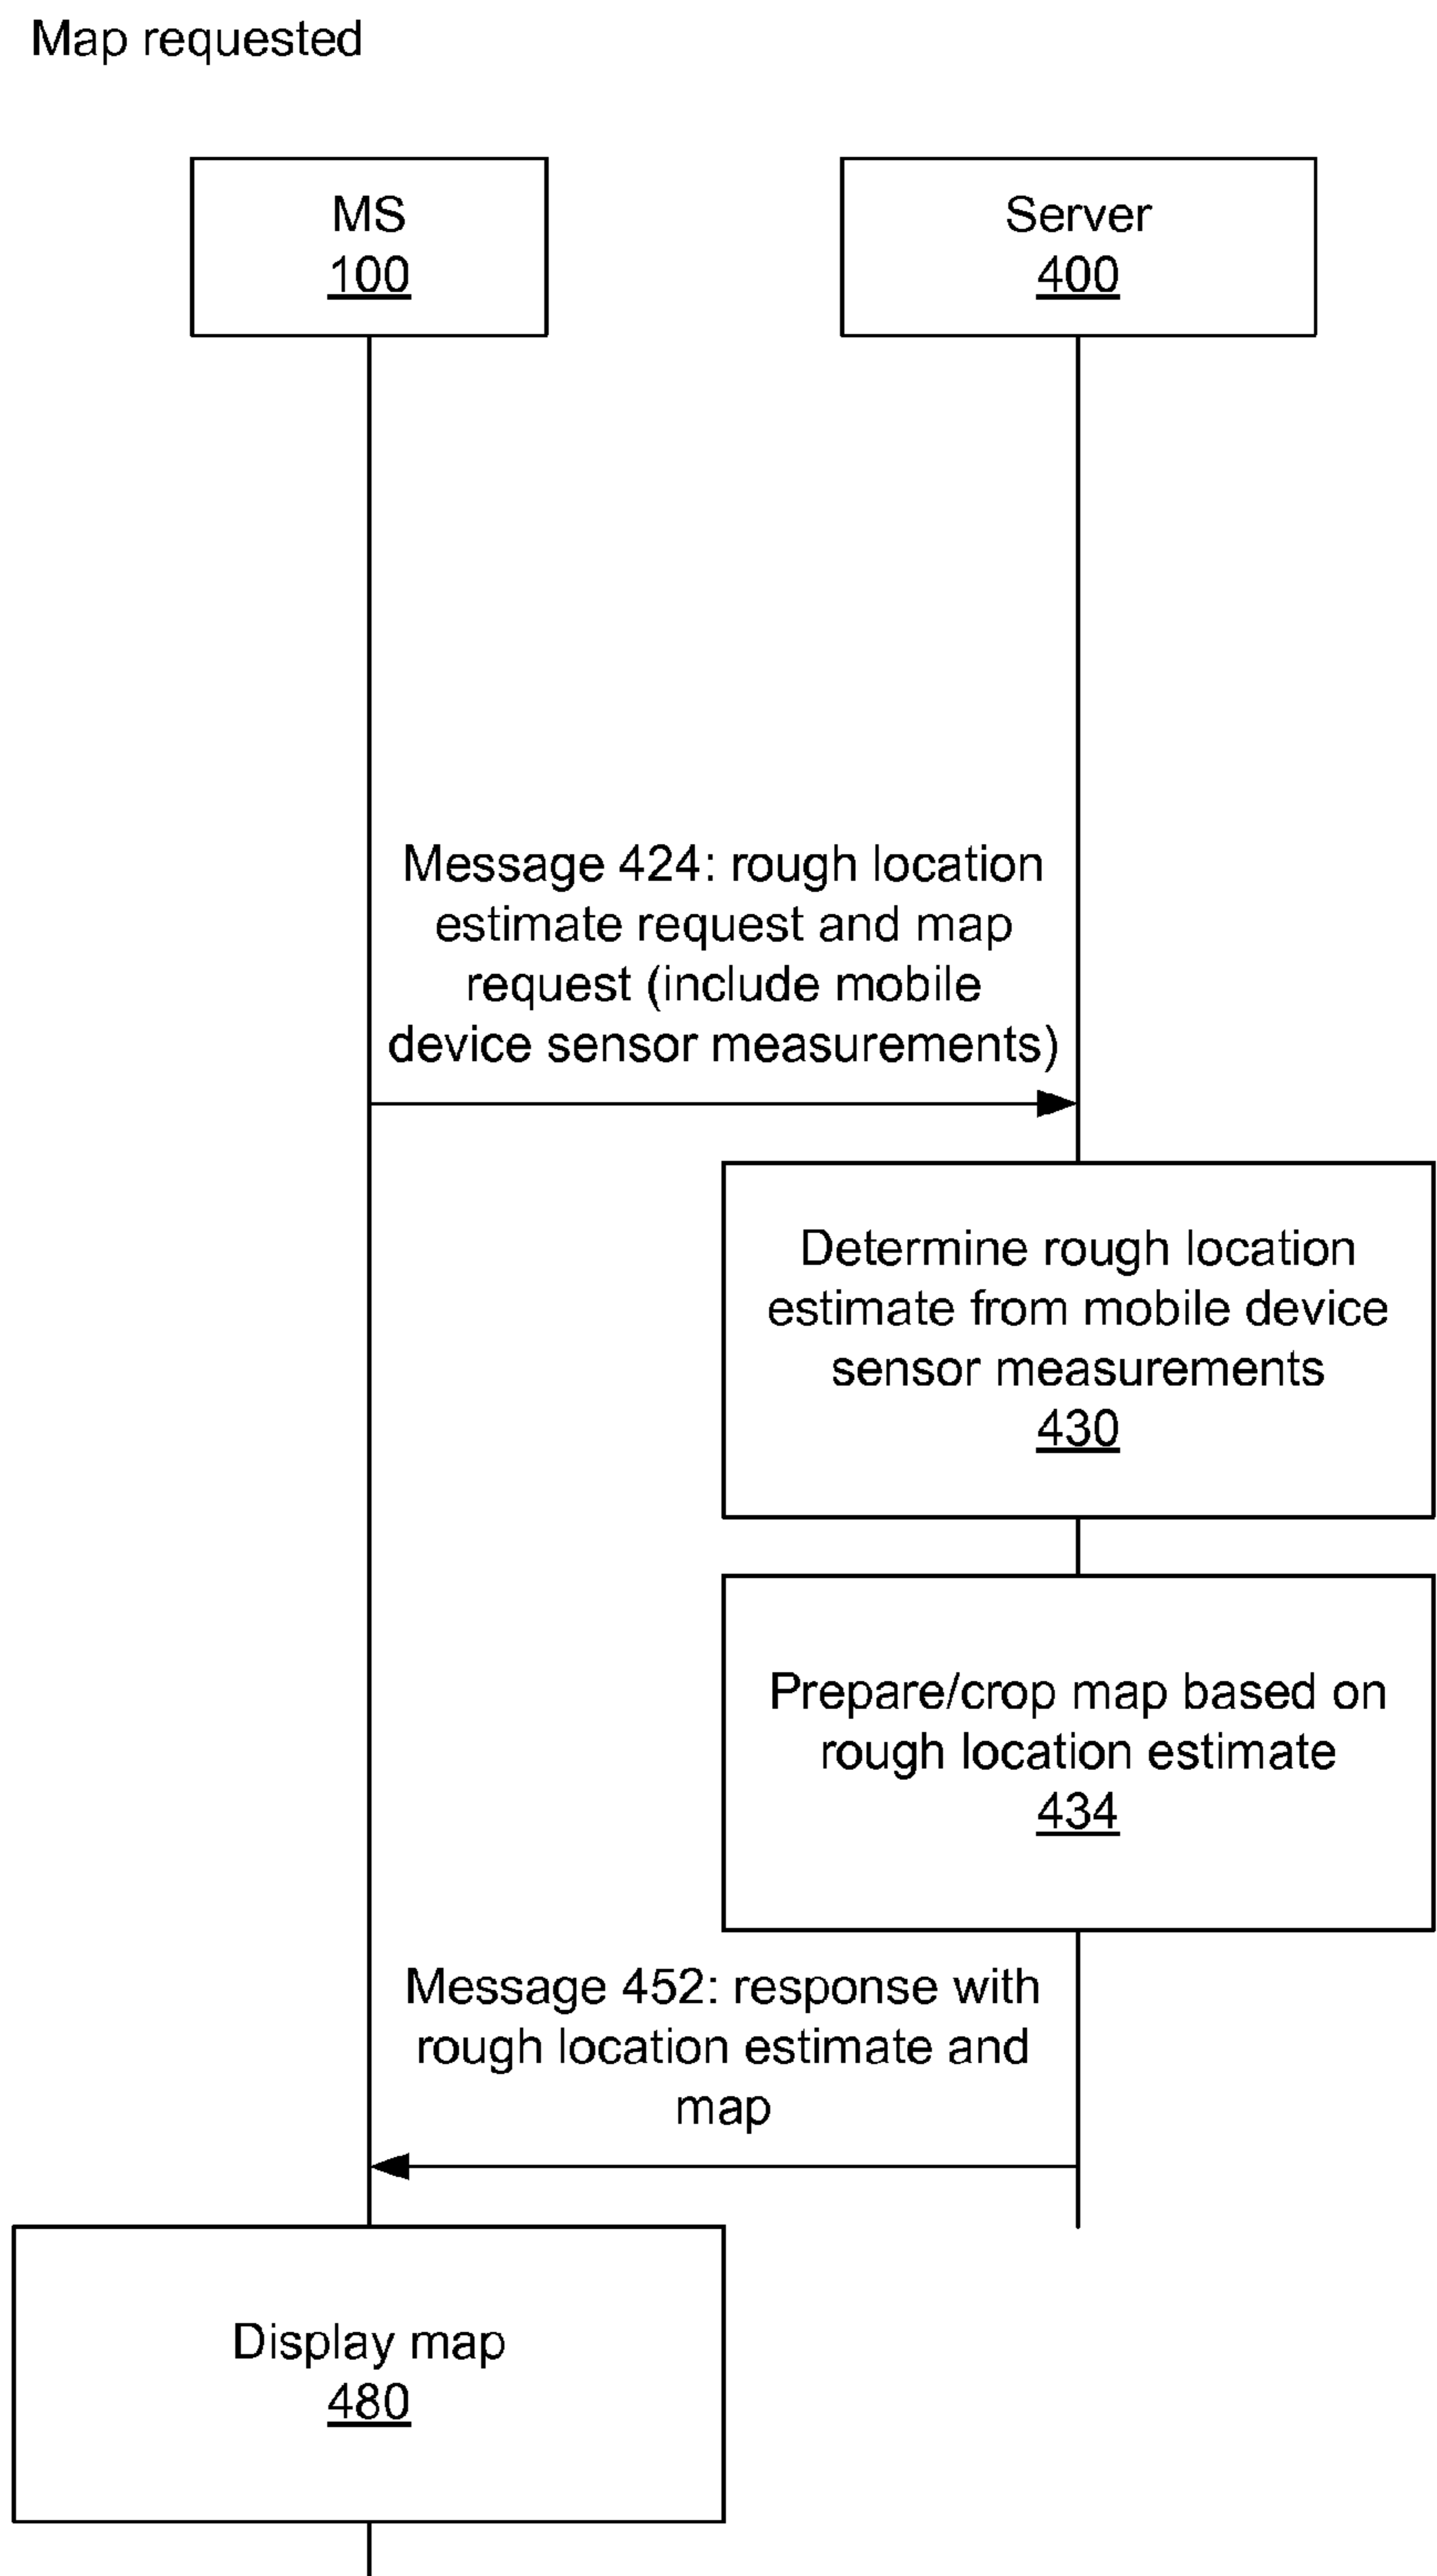 Map requested
MS
100
Server
400
Message 424: rough location
estimate request and map
request (include mobile
device sensor measurements)
Determine rough location
estimate from mobile device
sensor measurements
430
Prepare/crop map based on
rough location estimate
434
Message 452: response with
rough location estimate and
map
Display map
480